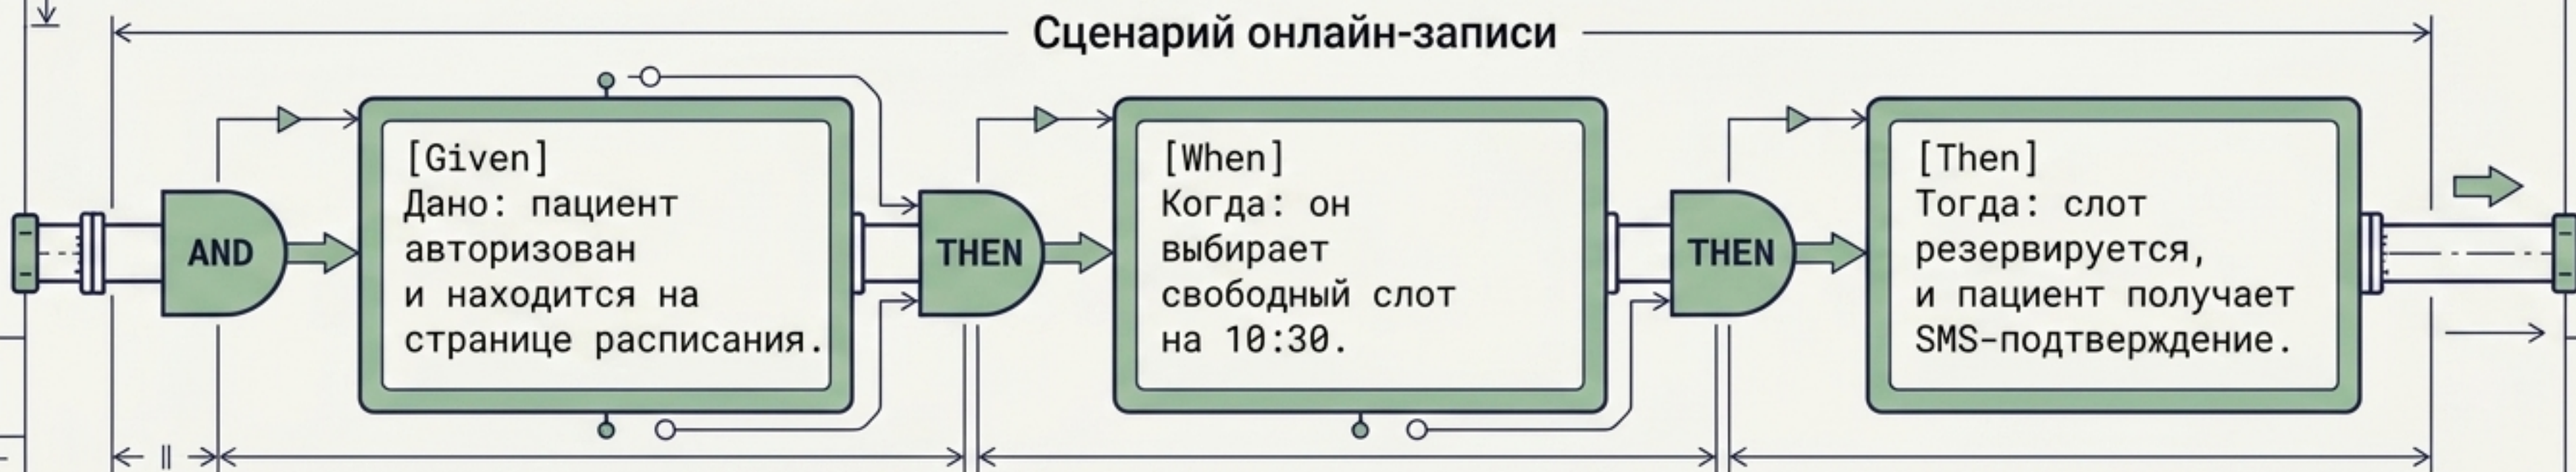 Сценарий онлайн-записи
AND
[Given]
Дано: пациент
авторизован
и находится на
странице расписания.
THEN
[When]
Когда: он
выбирает
свободный слот
на 10:30.
THEN
[Then]
Тогда: слот
резервируется,
и пациент получает
SMS-подтверждение.